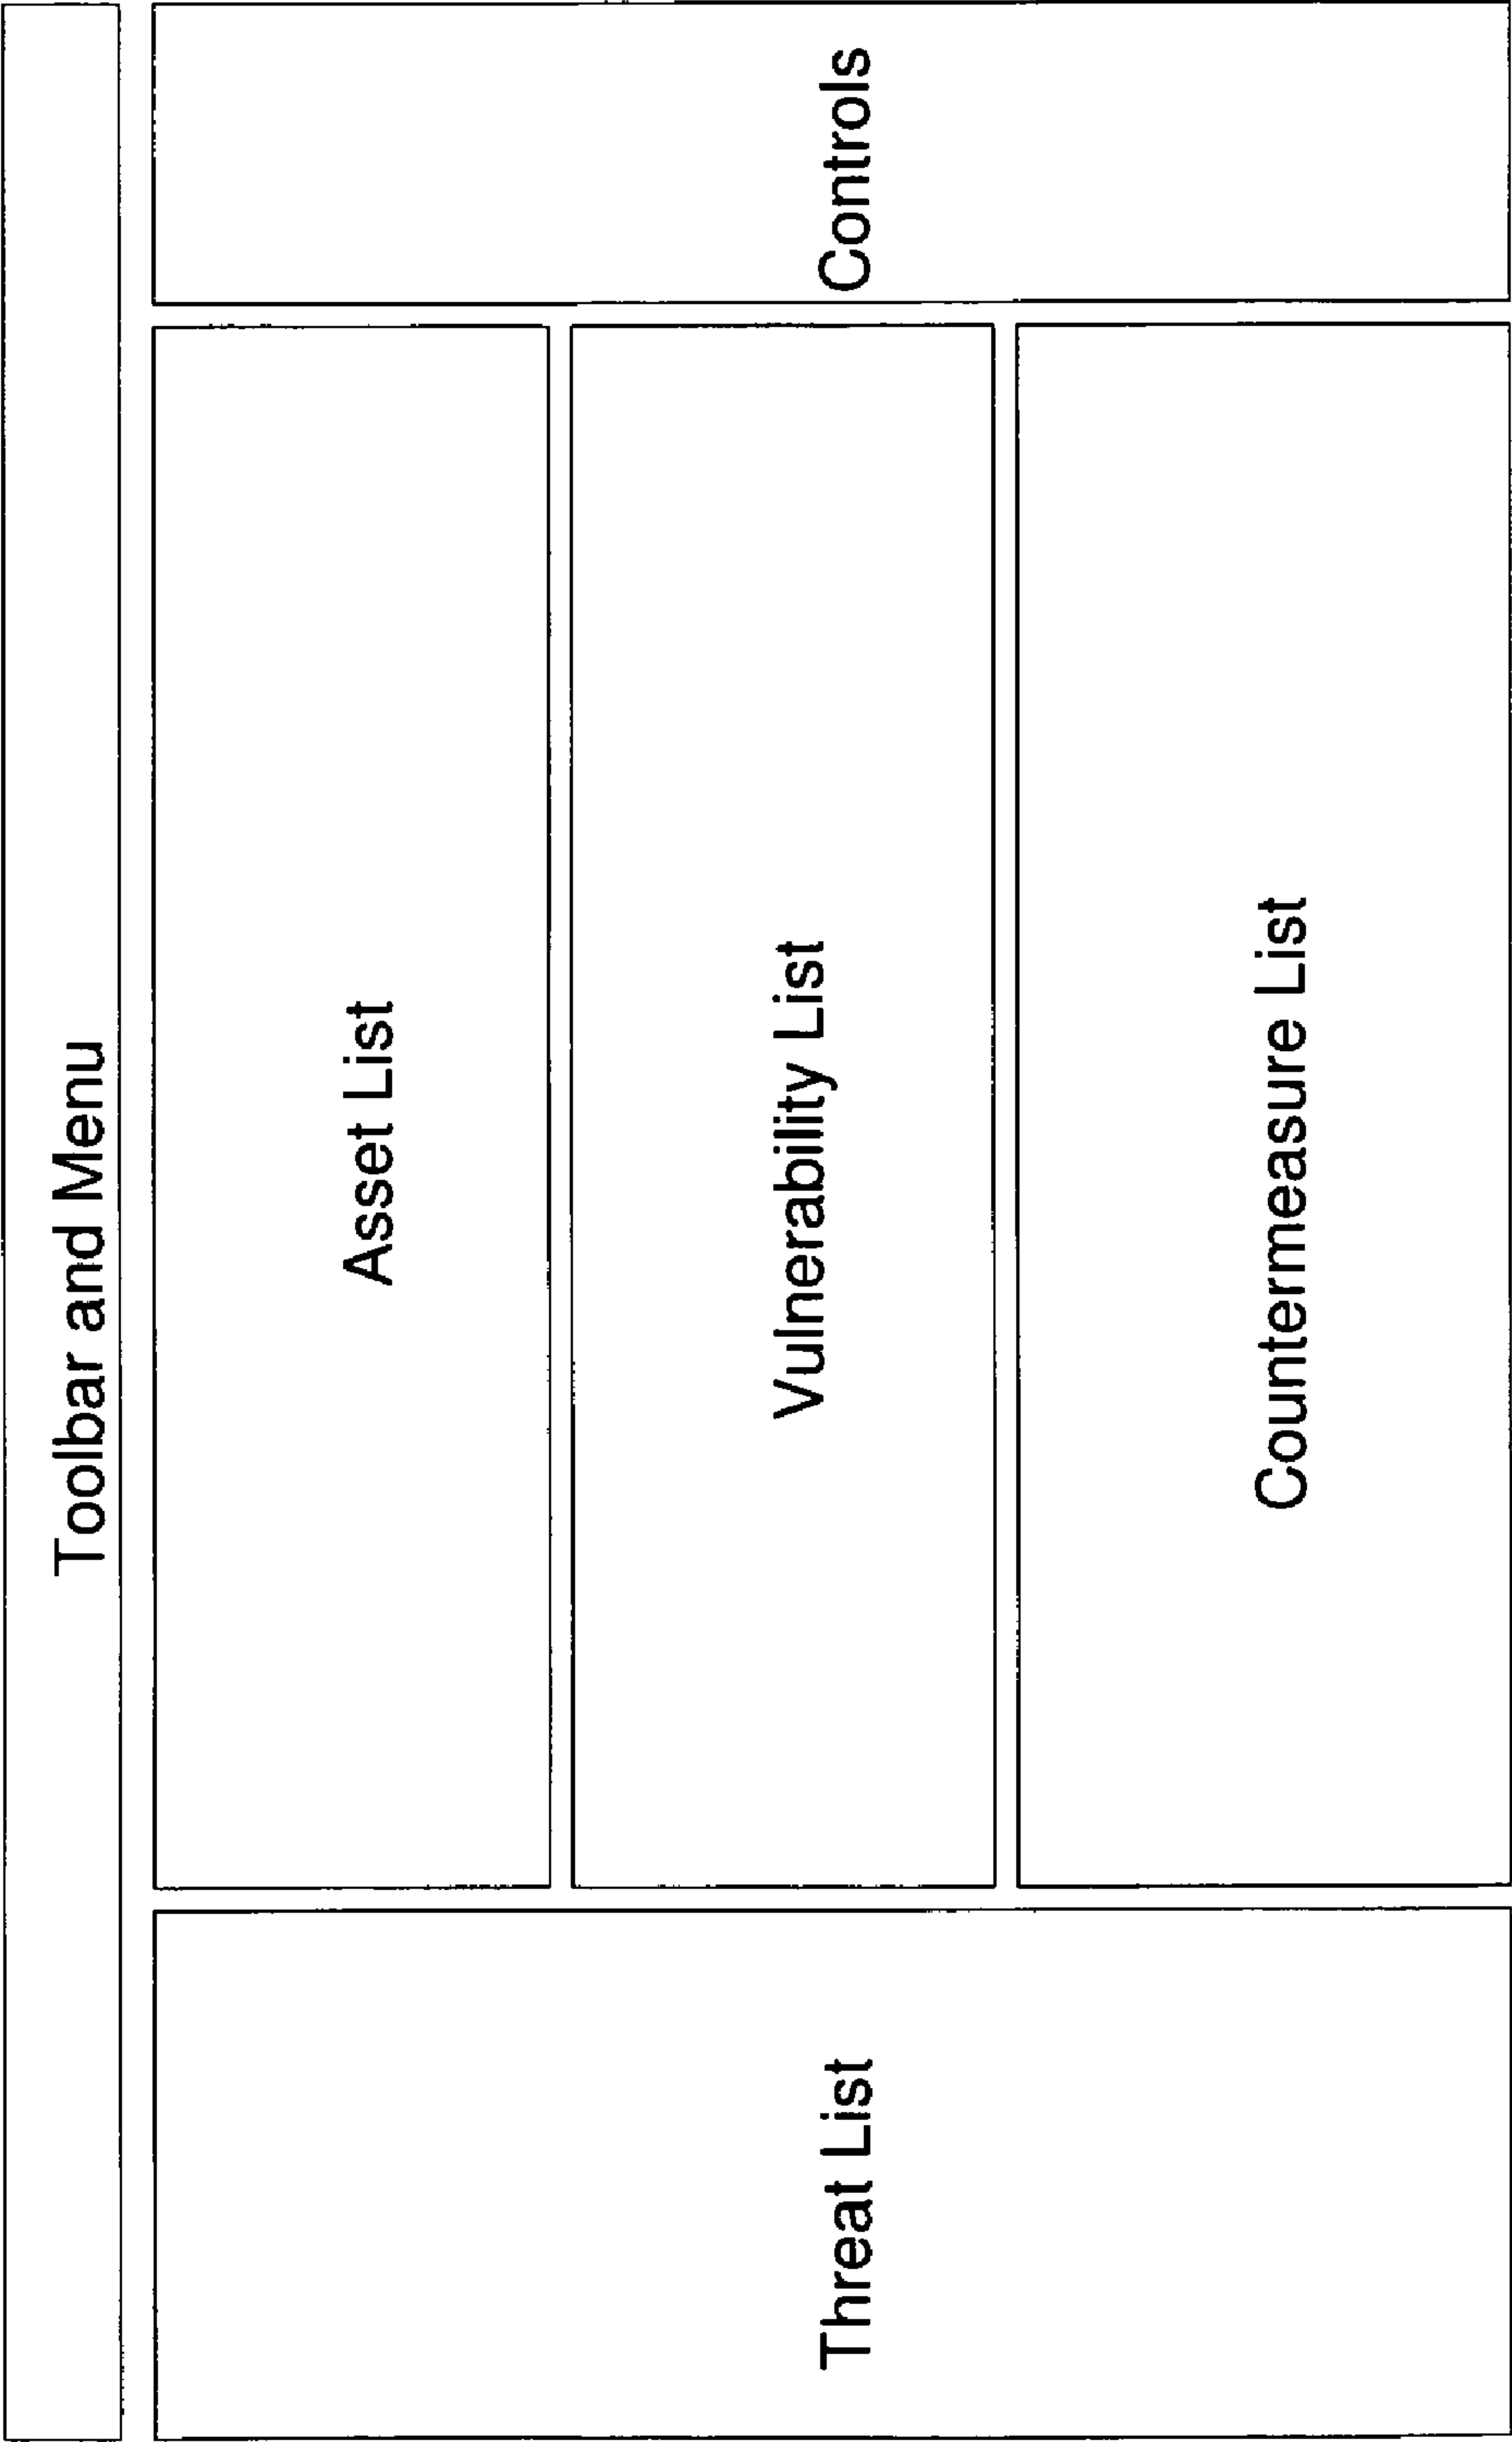 Toolbar and Menu
Threat List
Asset List
Vulnerability List
Countermeasure List
Controls